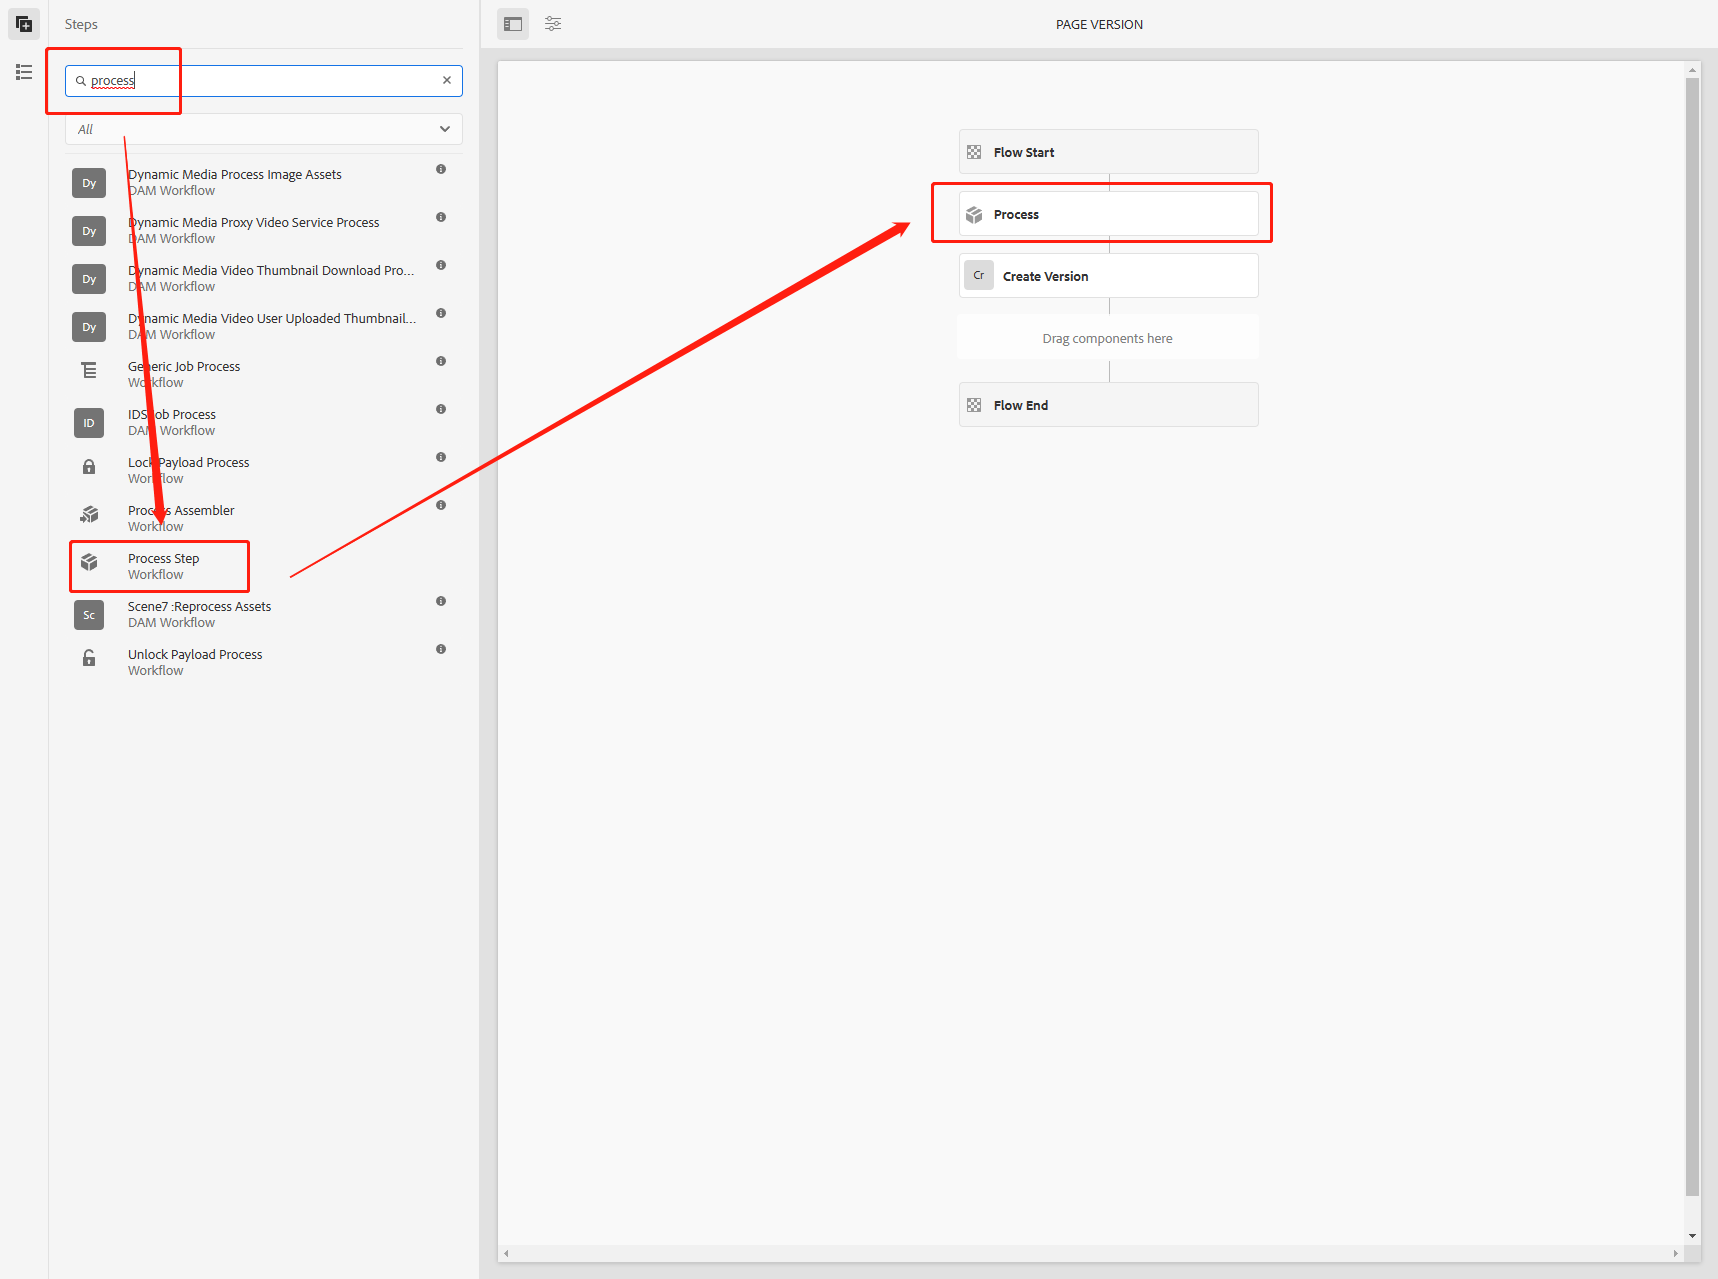 Steps
PAGE VERSION
process
All
Dy
Dynamic Media Process Image Assets
DAM Workflow
Dy
Dynamic Media Proxy Video Service Process
DAM Workflow
Dy
Dynamic Media Video Thumbnail Download Pro...
DAM Workflow
Dy
Dynamic Media Video User Uploaded Thumbnail...
DAM Workflow
Generic Job Process
Workflow
ID
IDS Job Process
DAM Workflow
Lock Payload Process
Workflow
Process Assembler
Workflow
Process Step
Workflow
Sc
Scene7 :Reprocess Assets
DAM Workflow
Unlock Payload Process
Workflow
Flow Start
Process
Cr
Create Version
Drag components here
Flow End